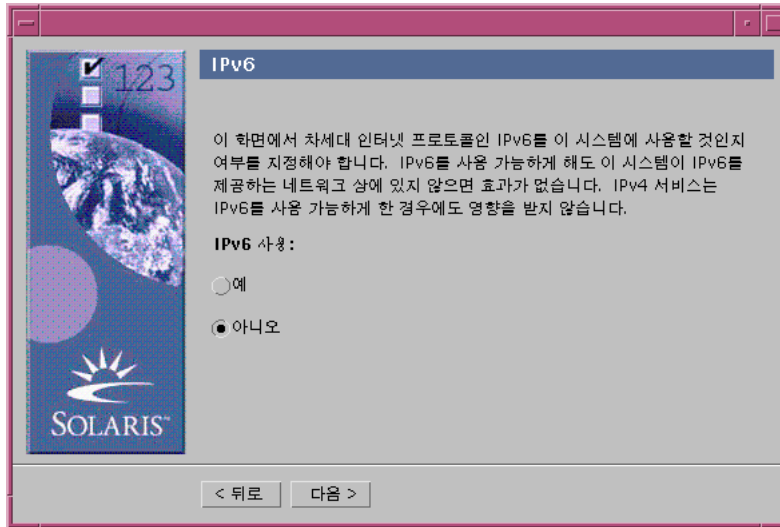 123
IPv6
이 화면에서 차세대 인터넷 프로토콜인 IPv6를 이 시스템에 사용할 것인지
여부를 지정해야 합니다. IPv6를 사용 가능하게 해도 이 시스템이 IPv6를
제공하는 네트워크 상에 있지 않으면 효과가 없습니다. IPv4 서비스는
IPv6를 사용 가능하게 한 경우에도 영향을 받지 않습니다.
IPv6 사용:
예
아니오
SOLARIS™
< 뒤로
다음 >